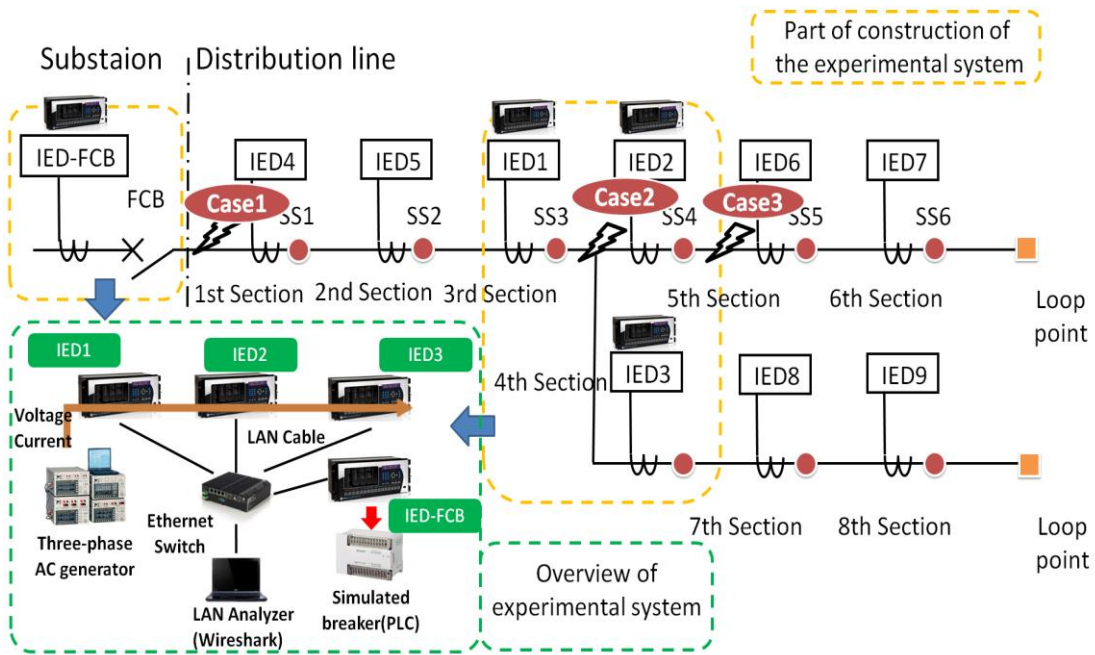 Substaion
Distribution line
Part of construction of
the experimental system
IED-FCB
FCB
IED4
IED5
IED1
IED2
IED6
IED7
Case1
Case2
Case3
SS1
SS2
SS3
SS4
SS5
SS6
1st Section
2nd Section
3rd Section
5th Section
6th Section
Loop
point
4th Section
IED3
IED8
IED9
7th Section
8th Section
Loop
point
IED1
IED2
IED3
Voltage
Current
LAN Cable
Ethernet
Switch
IED-FCB
Three-phase
AC generator
LAN Analyzer
(Wireshark)
Simulated
breaker(PLC)
Overview of
experimental system